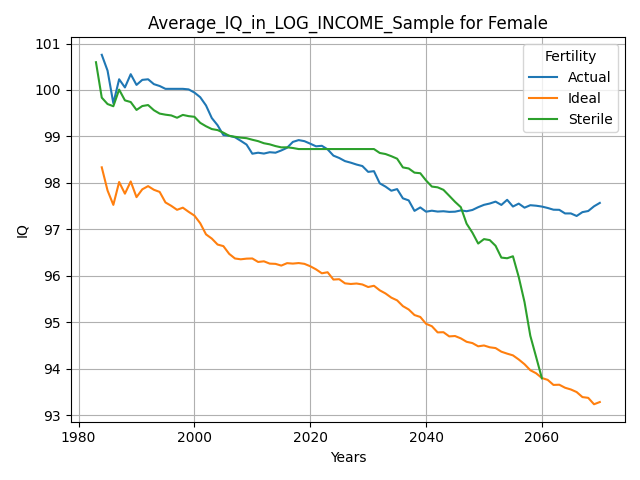 Average_IQ_in_LOG_INCOME_Sample for Female
Fertility
Actual
Ideal
Sterile
IQ
101
100
99
98
97
96
95
94
93
1980
2000
2020
2040
2060
Years